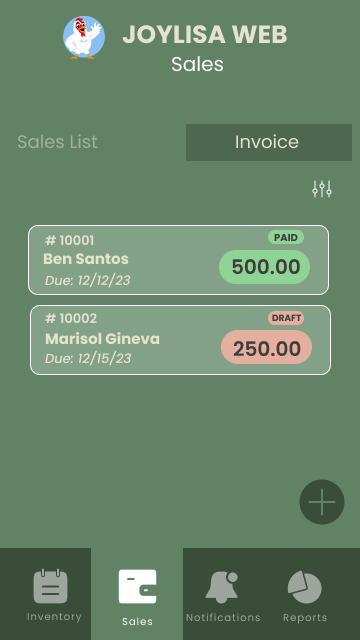 JOYLISA WEB
Sales
Sales List
Invoice
# 10001
PAID
Ben Santos
500.00
Due: 12/12/23
# 10002
DRAFT
Marisol Gineva
250.00
Due: 12/15/23
Inventory
Sales
Notifications
Reports